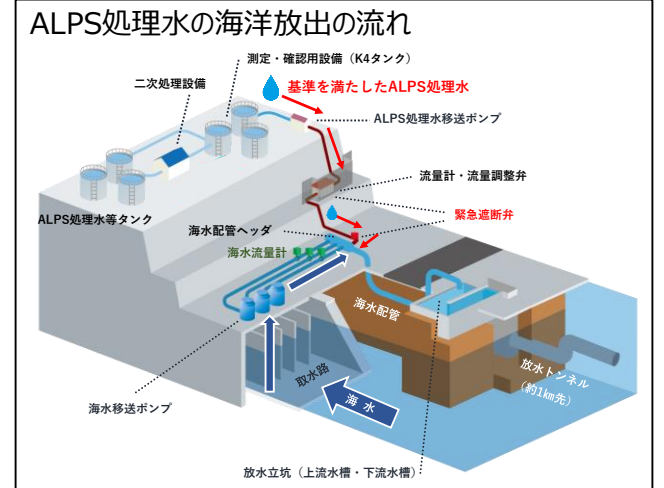 ALPS処理水の海洋放出の流れ
測定・確認用設備（K4タンク）
二次処理設備
基準を満たしたALPS処理水
ALPS処理水移送ポンプ
流量計・流量調整弁
ALPS処理水等タンク
緊急遮断弁
海水配管ヘッダ
海水流量計
海水配管
取水路
放水トンネル
（約1km先）
海水移送ポンプ
海 水
放水立坑（上流水槽・下流水槽）